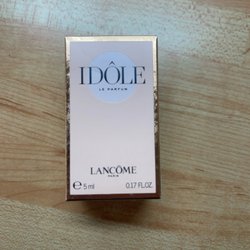 IDÔLE
LE PARFUM
LANCÔME
PARIS
℮ 5 ml 0.17 FL.OZ.